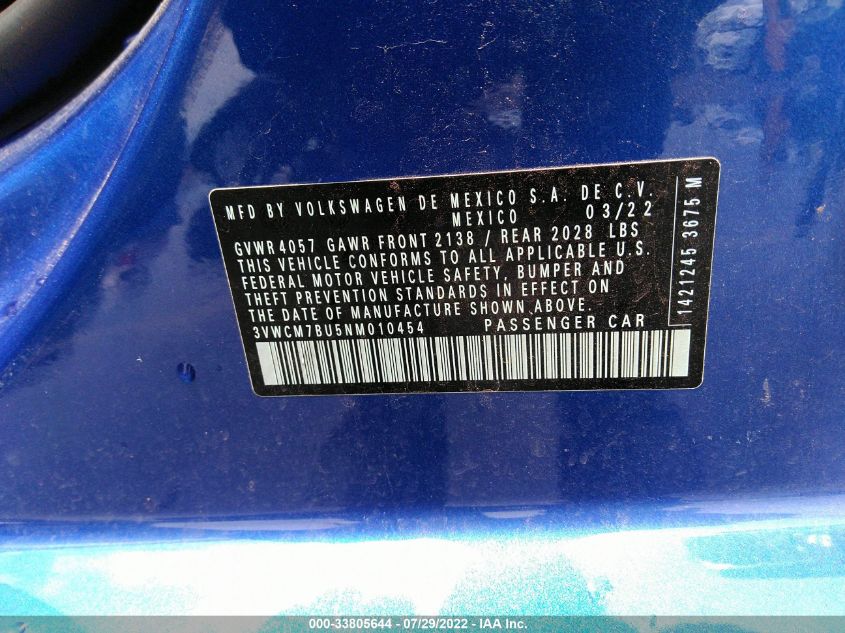 MFD BY VOLKSWAGEN DE MEXICO S.A. DE C.V.
MEXICO 03/22
GVWR4057 GAWR FRONT 2138 / REAR 2028 LBS
THIS VEHICLE CONFORMS TO ALL APPLICABLE U.S.
FEDERAL MOTOR VEHICLE SAFETY, BUMPER AND
THEFT PREVENTION STANDARDS IN EFFECT ON
THE DATE OF MANUFACTURE SHOWN ABOVE.
3VWCM7BU5NM010454 PASSENGER CAR
1421245 3675 M
000-33805644 / 07/29/2022 - IAA Inc.